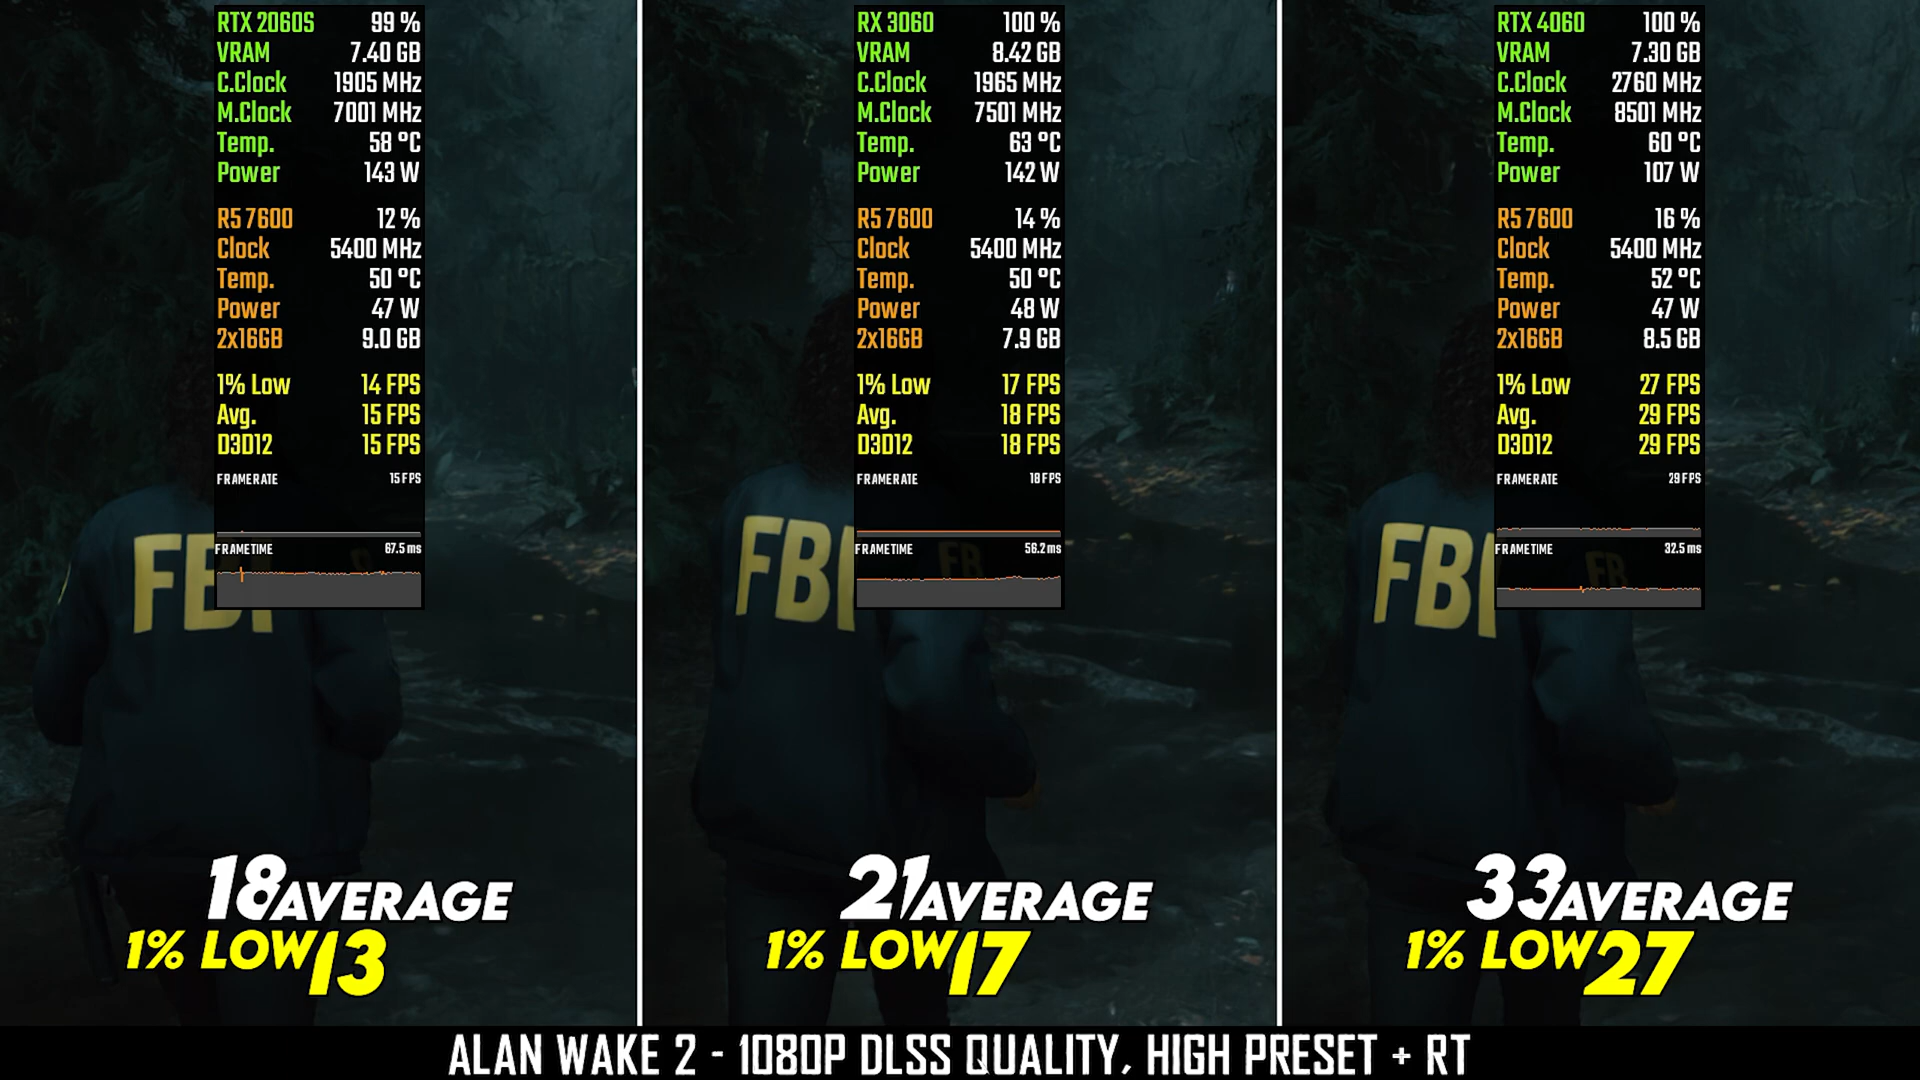 RTX 2060S 99 %
VRAM 7.40 GB
C.Clock 1905 MHz
M.Clock 7001 MHz
Temp. 58 °C
Power 143 W
R5 7600 12 %
Clock 5400 MHz
Temp. 50 °C
Power 47 W
2x16GB 9.0 GB
1% Low 14 FPS
Avg. 15 FPS
D3D12 15 FPS
FRAMERATE 15 FPS
FRAMETIME 67.5 ms
FBI
18 AVERAGE
1% LOW 13
RX 3060 100 %
VRAM 8.42 GB
C.Clock 1965 MHz
M.Clock 7501 MHz
Temp. 63 °C
Power 142 W
R5 7600 14 %
Clock 5400 MHz
Temp. 50 °C
Power 48 W
2x16GB 7.9 GB
1% Low 17 FPS
Avg. 18 FPS
D3D12 18 FPS
FRAMERATE 18 FPS
FRAMETIME 56.2 ms
FBI
21 AVERAGE
1% LOW 17
RTX 4060 100 %
VRAM 7.30 GB
C.Clock 2760 MHz
M.Clock 8501 MHz
Temp. 60 °C
Power 107 W
R5 7600 16 %
Clock 5400 MHz
Temp. 52 °C
Power 47 W
2x16GB 8.5 GB
1% Low 27 FPS
Avg. 29 FPS
D3D12 29 FPS
FRAMERATE 29 FPS
FRAMETIME 32.5 ms
FBI
33 AVERAGE
1% LOW 27
ALAN WAKE 2 - 1080P DLSS QUALITY, HIGH PRESET + RT